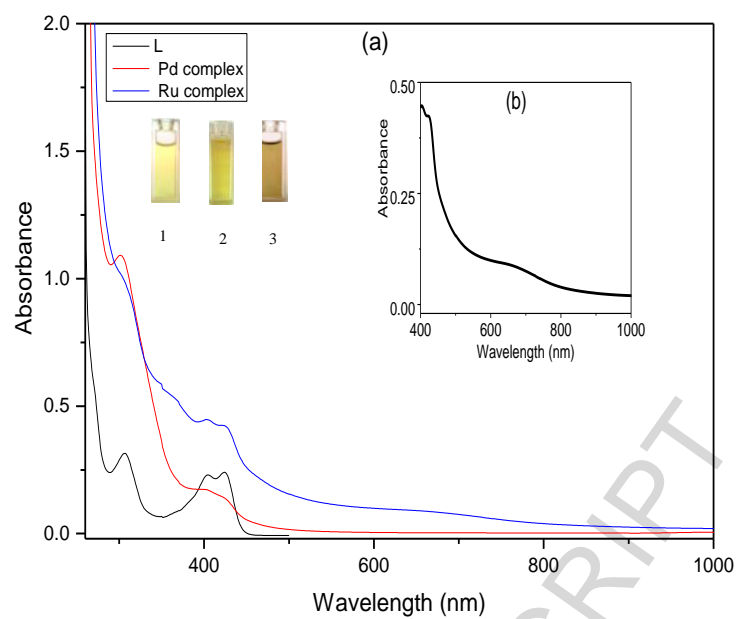 2.0
1.5
1.0
0.5
0.0
Absorbance
400
600
800
1000
Wavelength (nm)
(a)
L
Pd complex
Ru complex
1
2
3
(b)
0.50
0.25
0.00
Absorbance
400
600
800
1000
Wavelength (nm)
SCRIPT